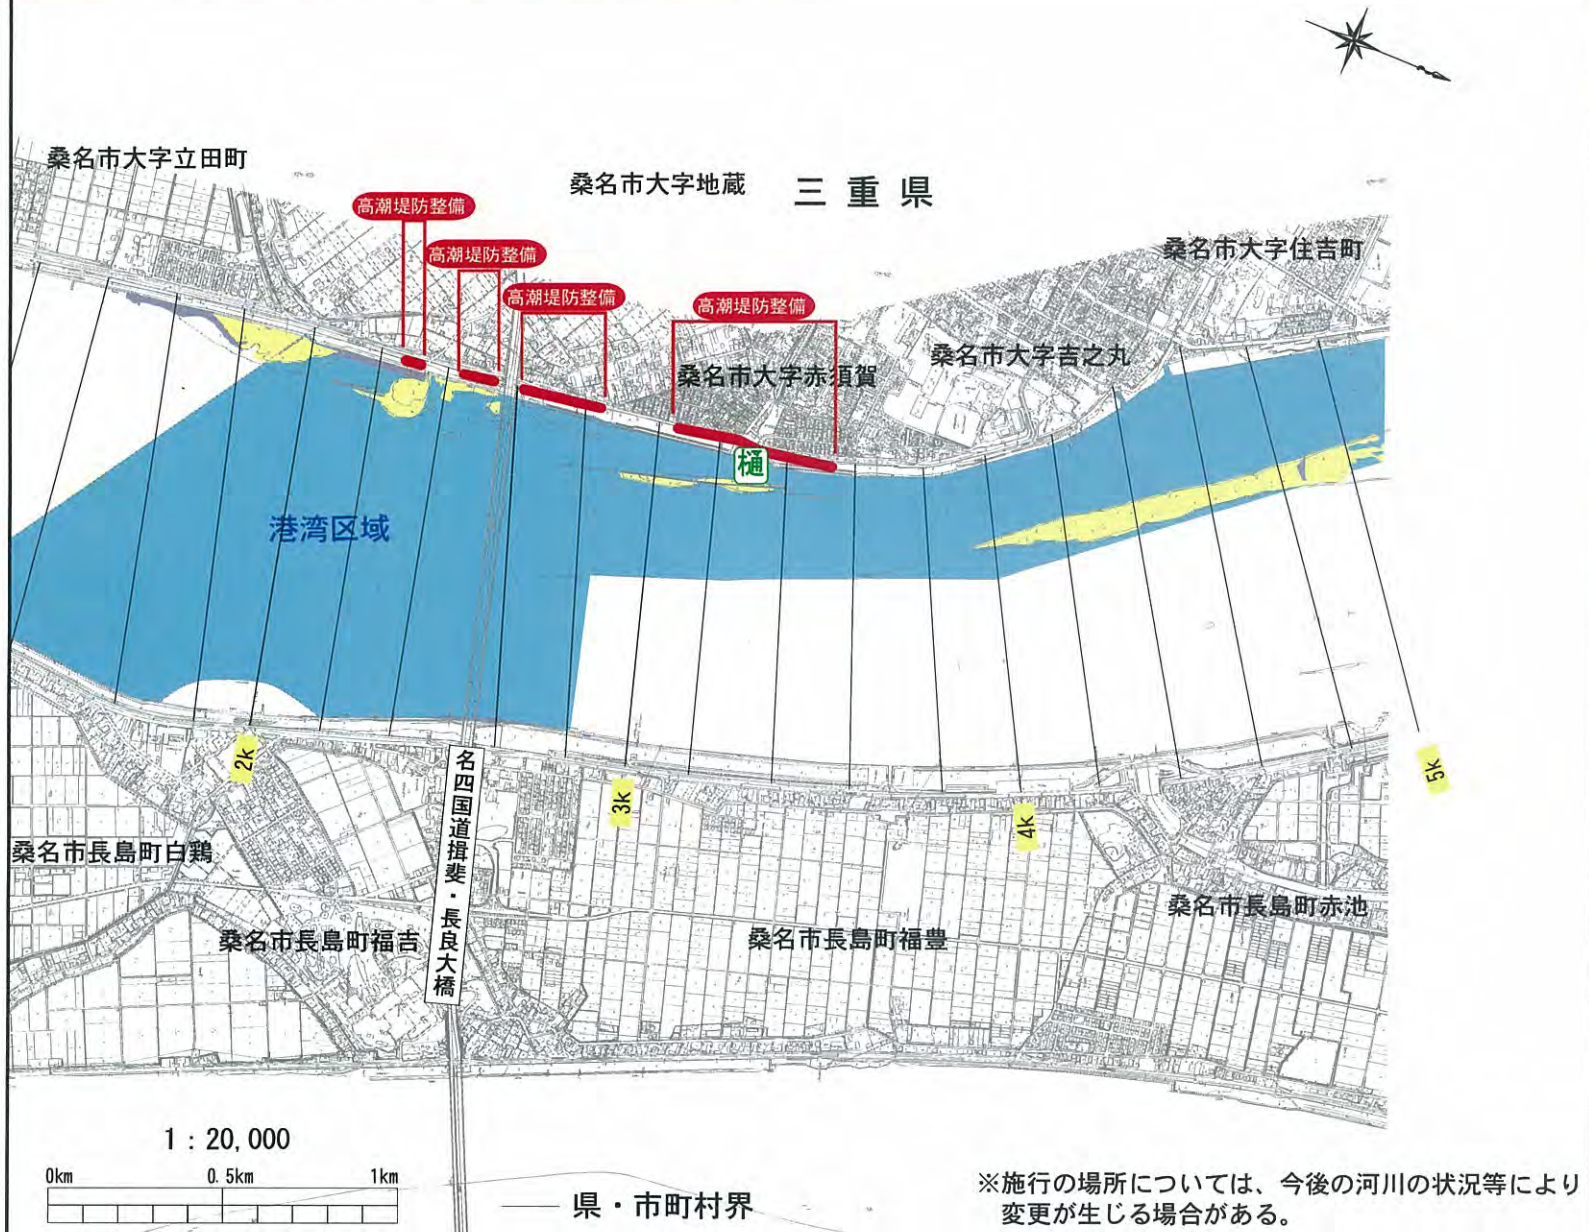 桑名市大字立田町
桑名市大字地蔵
三重県
桑名市大字住吉町
高潮堤防整備
高潮堤防整備
高潮堤防整備
高潮堤防整備
桑名市大字吉之丸
桑名市大字赤須賀
樋
港湾区域
2k
3k
4k
5k
名四国道揖斐・長良大橋
桑名市長島町白鶏
桑名市長島町福吉
桑名市長島町福豊
桑名市長島町赤池
1:20,000
0km 0.5km 1km
県・市町村界
※施行の場所については、今後の河川の状況等により
変更が生じる場合がある。